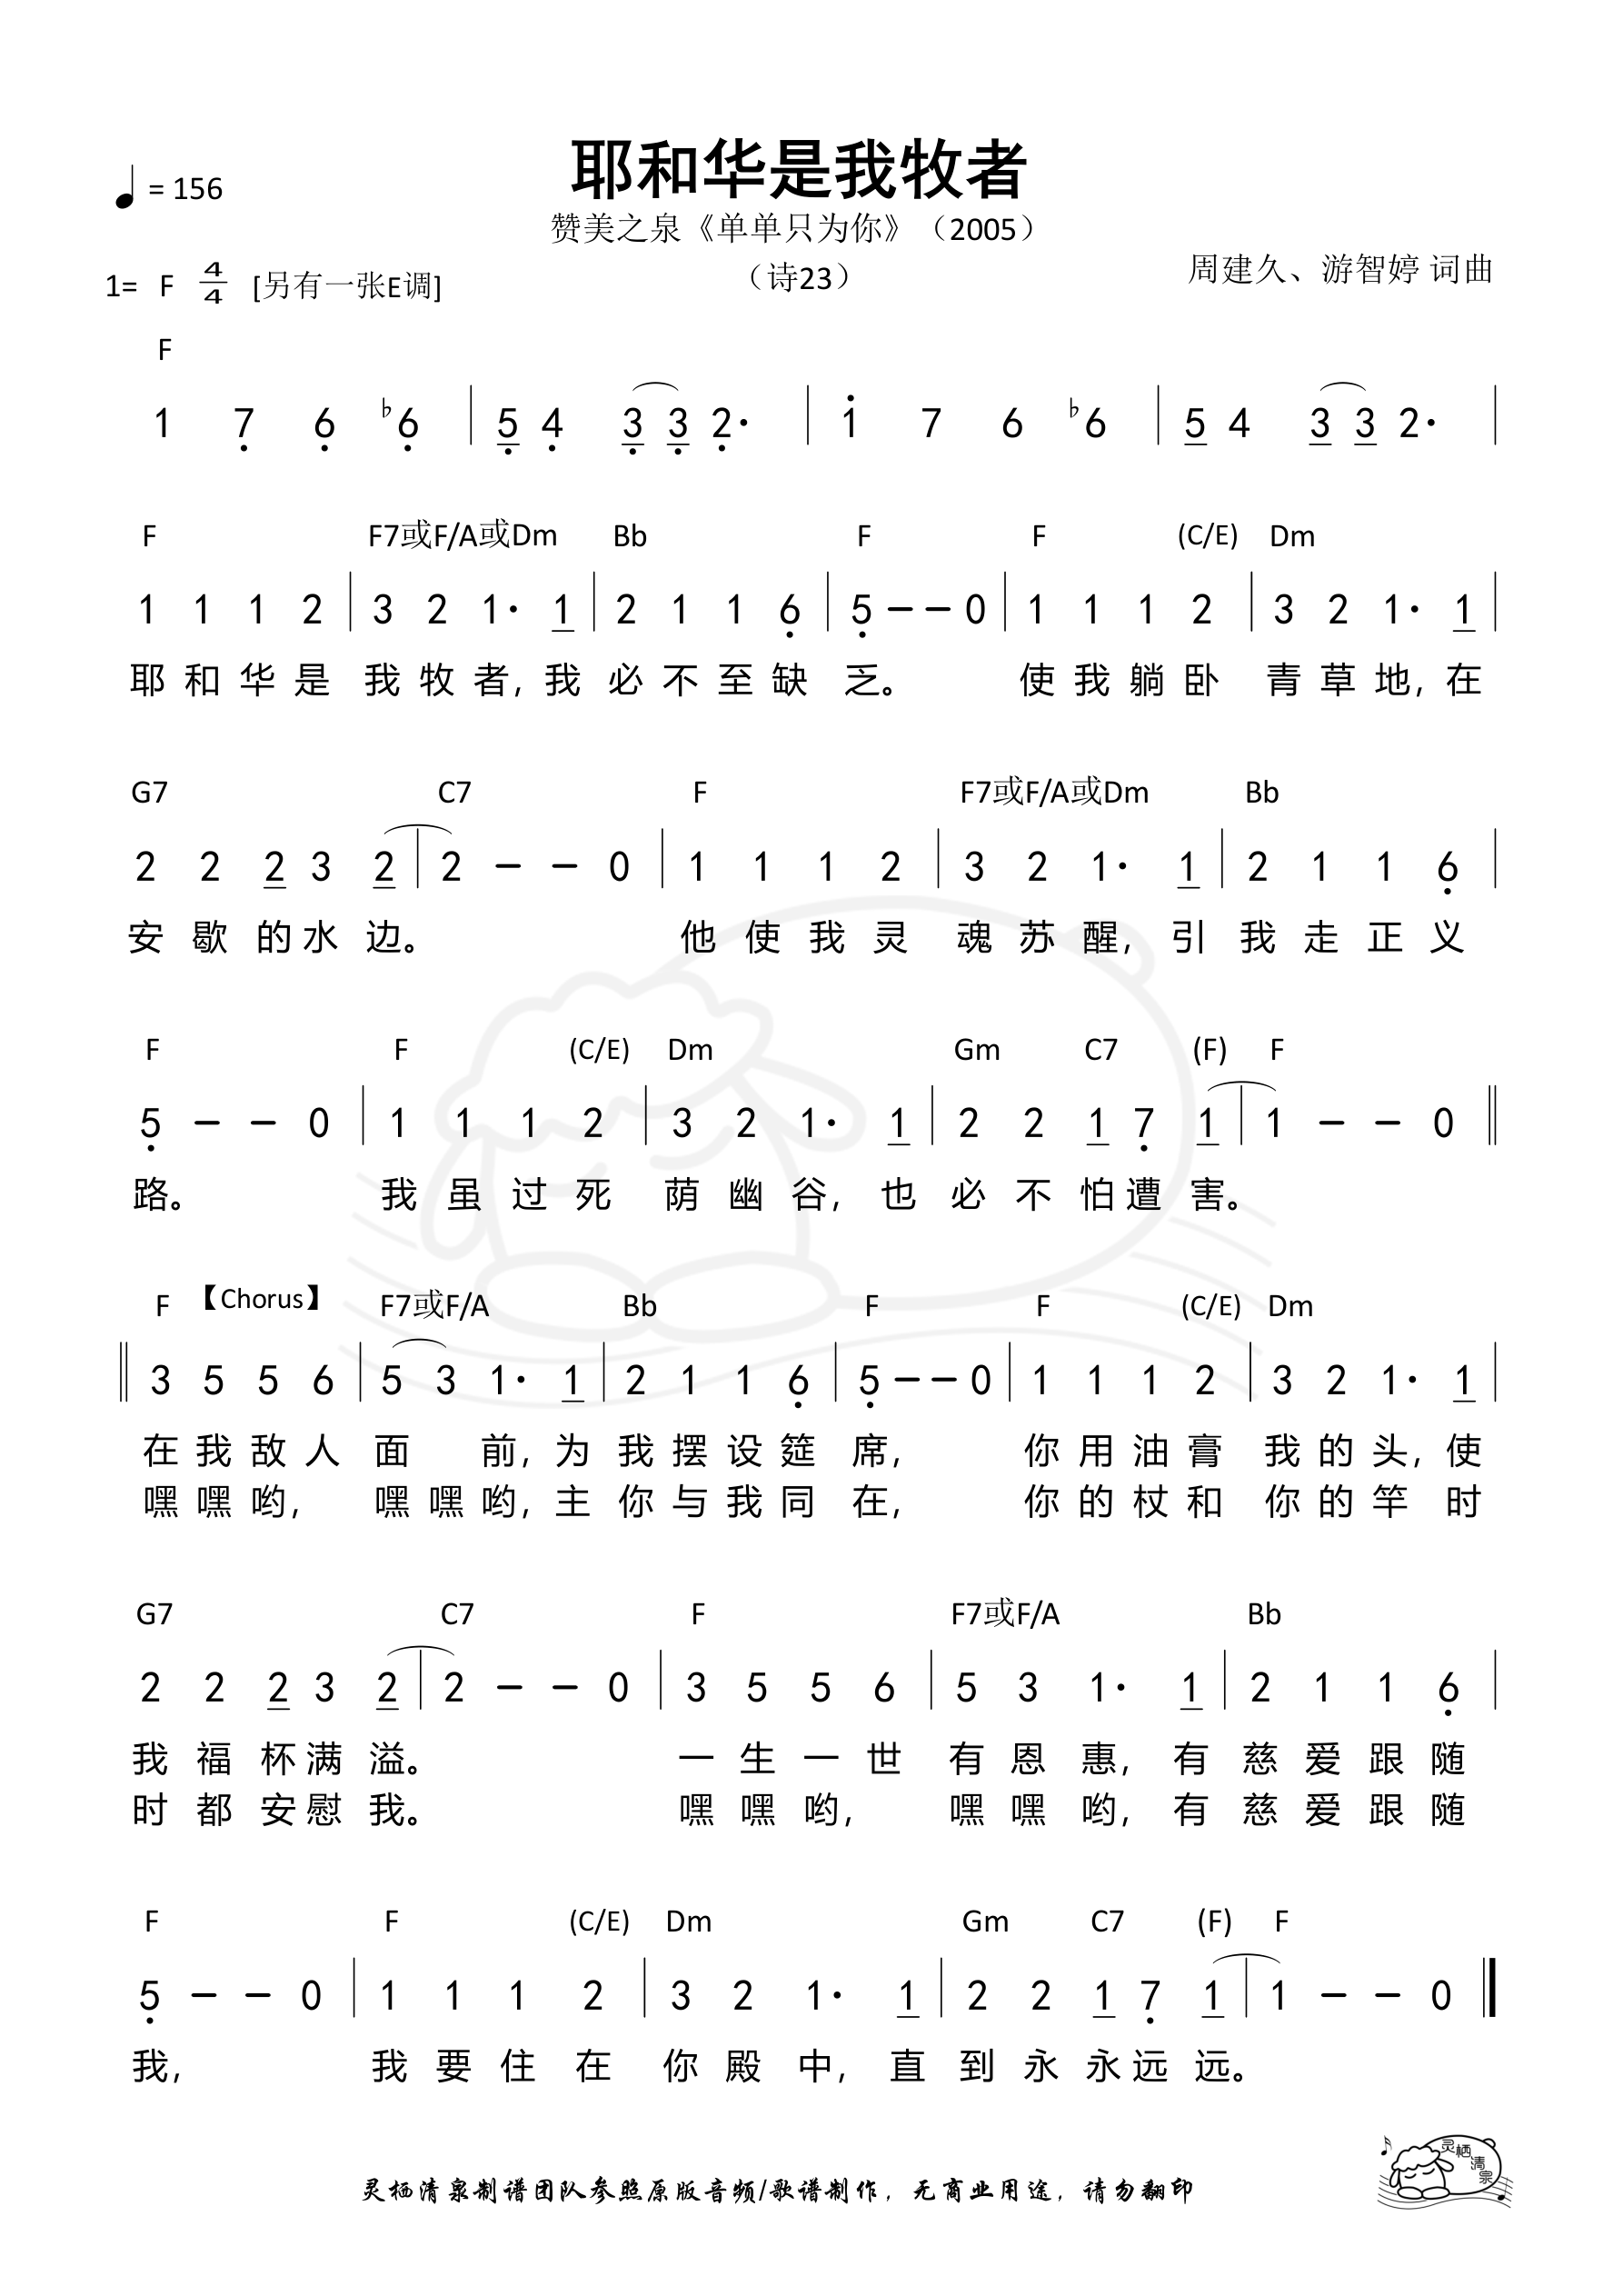 耶和华是我牧者
♩ = 156
赞美之泉《单单只为你》（2005）
（诗23）
周建久、游智婷 词曲
1= F 4/4 [另有一张E调]
F
1 7̣ 6̣ ♭6̣ | 5̣ 4̣ 3̣ 3̣ 2̣· | 1̇ 7 6 ♭6 | 5 4 3 3 2· |
F F7或F/A或Dm Bb F F (C/E) Dm
1 1 1 2 | 3 2 1· 1 | 2 1 1 6̣ | 5̣ – – 0 | 1 1 1 2 | 3 2 1· 1 |
耶 和 华 是 我 牧 者, 我 必 不 至 缺 乏。 使 我 躺 卧 青 草 地, 在
G7 C7 F F7或F/A或Dm Bb
2 2 2 3 2 | 2 – – 0 | 1 1 1 2 | 3 2 1· 1 | 2 1 1 6̣ |
安 歇 的 水 边。 他 使 我 灵 魂 苏 醒, 引 我 走 正 义
F F (C/E) Dm Gm C7 (F) F
5̣ – – 0 | 1 1 1 2 | 3 2 1· 1 | 2 2 1 7̣ 1 | 1 – – 0 ‖
路。 我 虽 过 死 荫 幽 谷, 也 必 不 怕 遭 害。
F 【Chorus】 F7或F/A Bb F F (C/E) Dm
‖ 3 5 5 6 | 5 3 1· 1 | 2 1 1 6̣ | 5̣ – – 0 | 1 1 1 2 | 3 2 1· 1 |
在 我 敌 人 面 前, 为 我 摆 设 筵 席, 你 用 油 膏 我 的 头, 使
嘿 嘿 哟, 嘿 嘿 哟, 主 你 与 我 同 在, 你 的 杖 和 你 的 竿 时
G7 C7 F F7或F/A Bb
2 2 2 3 2 | 2 – – 0 | 3 5 5 6 | 5 3 1· 1 | 2 1 1 6̣ |
我 福 杯 满 溢。 一 生 一 世 有 恩 惠, 有 慈 爱 跟 随
时 都 安 慰 我。 嘿 嘿 哟, 嘿 嘿 哟, 有 慈 爱 跟 随
F F (C/E) Dm Gm C7 (F) F
5̣ – – 0 | 1 1 1 2 | 3 2 1· 1 | 2 2 1 7̣ 1 | 1 – – 0 ‖
我, 我 要 住 在 你 殿 中, 直 到 永 永 远 远。
灵栖清泉
灵栖清泉制谱团队参照原版音频/歌谱制作，无商业用途，请勿翻印